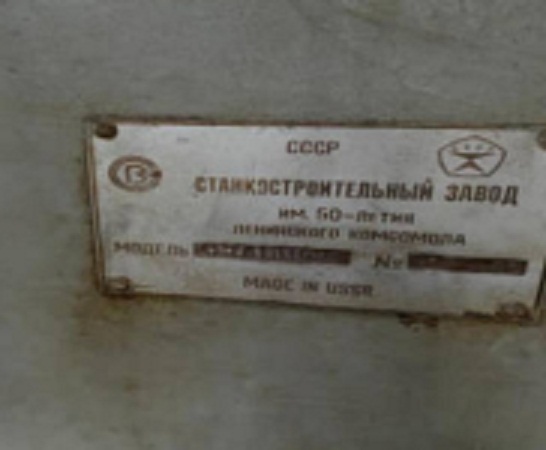 СССР
СТАНКОСТРОИТЕЛЬНЫЙ ЗАВОД
ИМ. 50-ЛЕТИЯ
ЛЕНИНСКОГО КОМСОМОЛА
МОДЕЛЬ №
MADE IN USSR